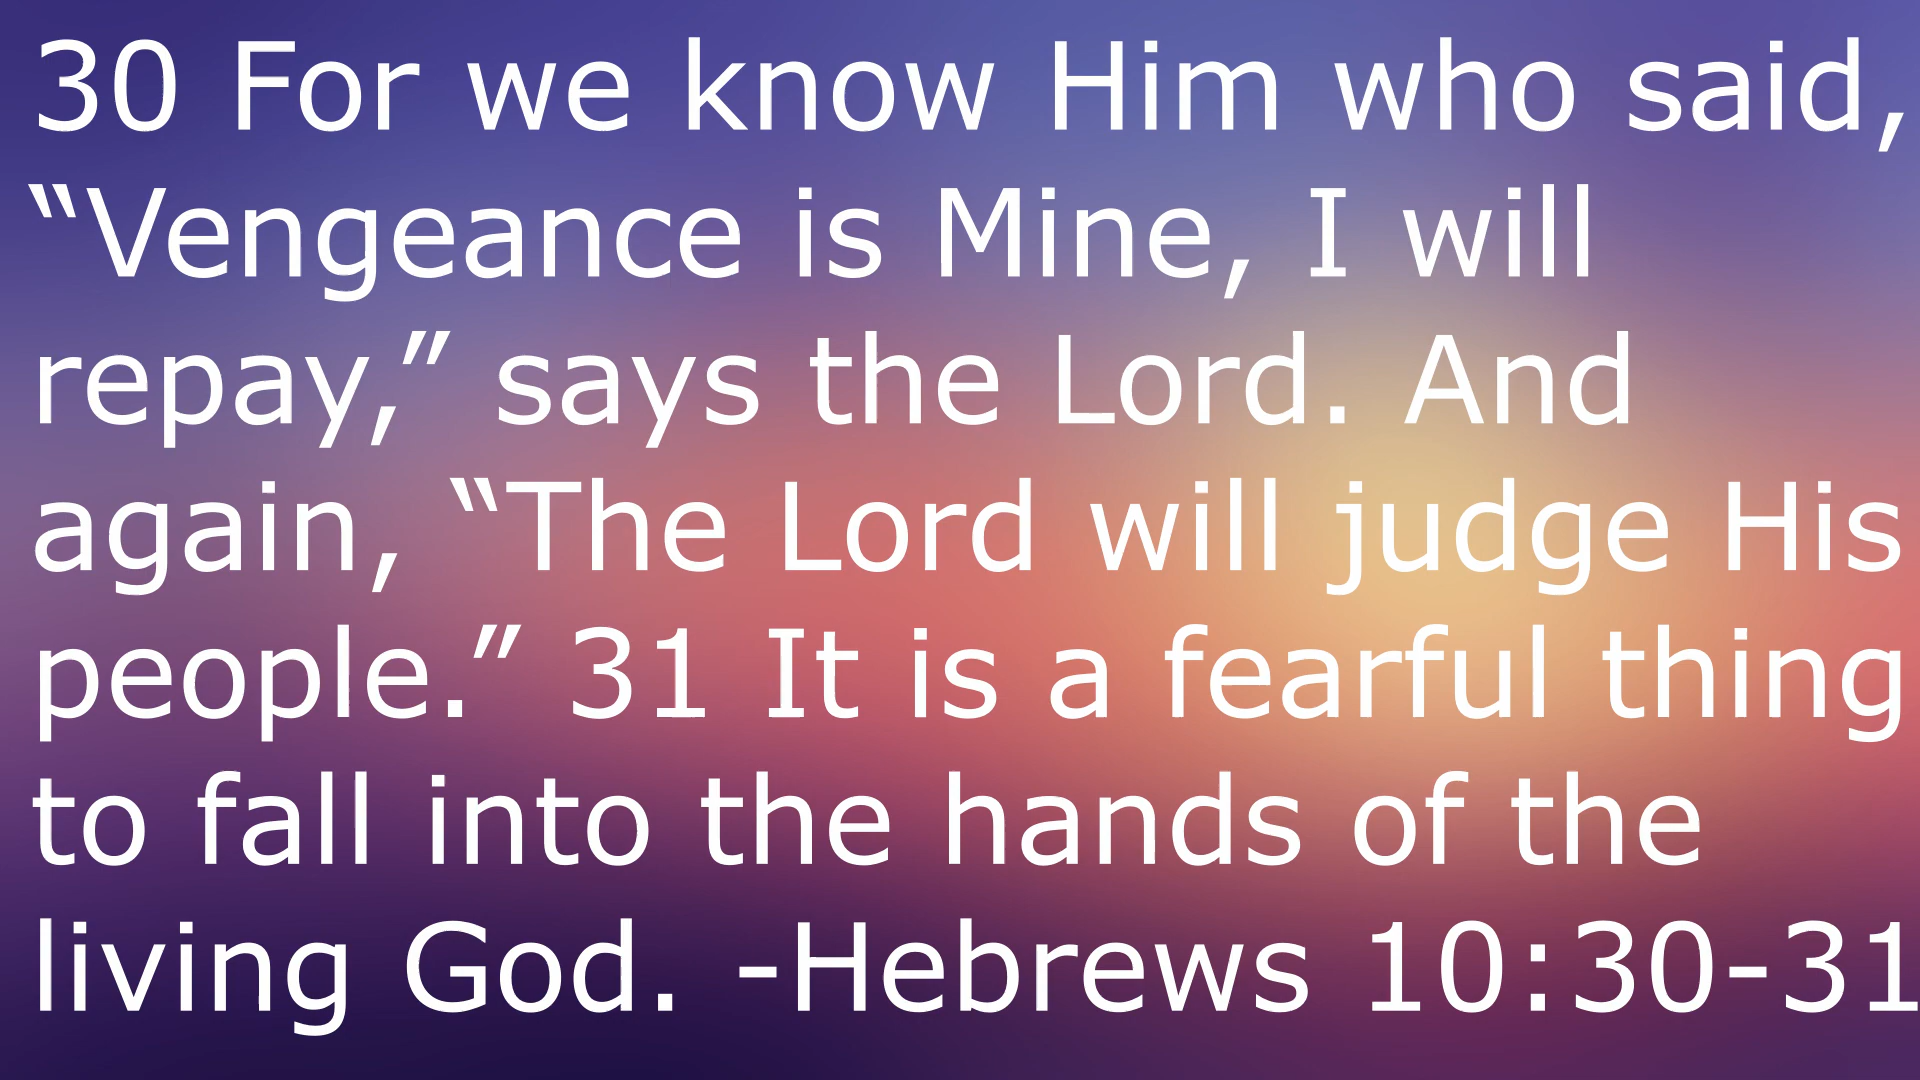 30 For we know Him who said,
“Vengeance is Mine, I will
repay,” says the Lord. And
again, “The Lord will judge His
people.” 31 It is a fearful thing
to fall into the hands of the
living God. -Hebrews 10:30-31